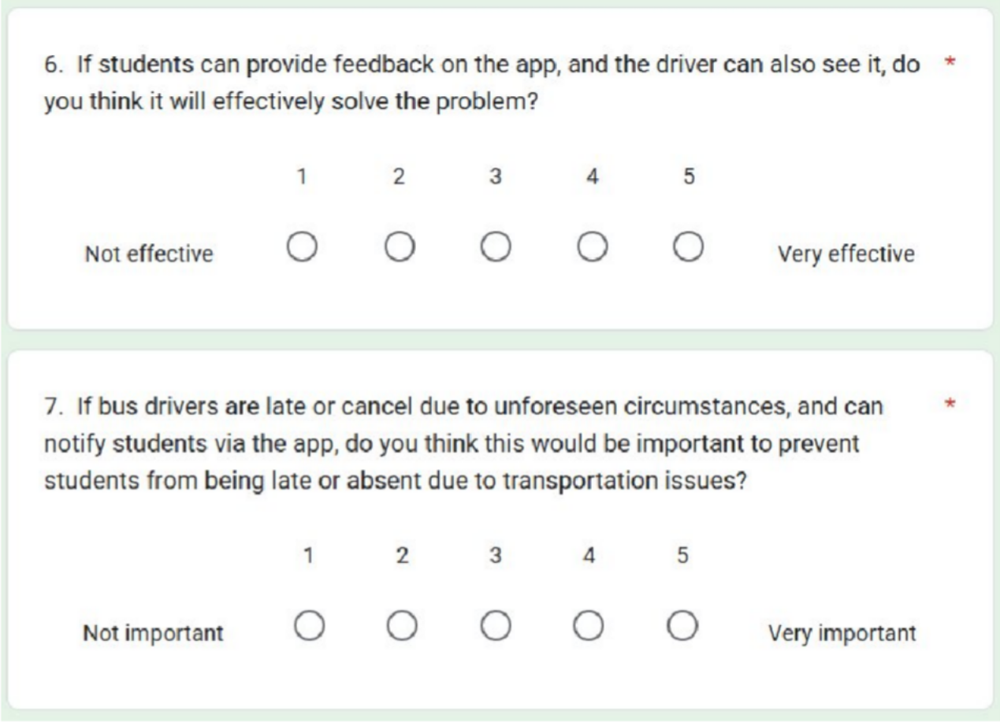 6. If students can provide feedback on the app, and the driver can also see it, do *
you think it will effectively solve the problem?
1 2 3 4 5
Not effective Very effective
7. If bus drivers are late or cancel due to unforeseen circumstances, and can *
notify students via the app, do you think this would be important to prevent
students from being late or absent due to transportation issues?
1 2 3 4 5
Not important Very important